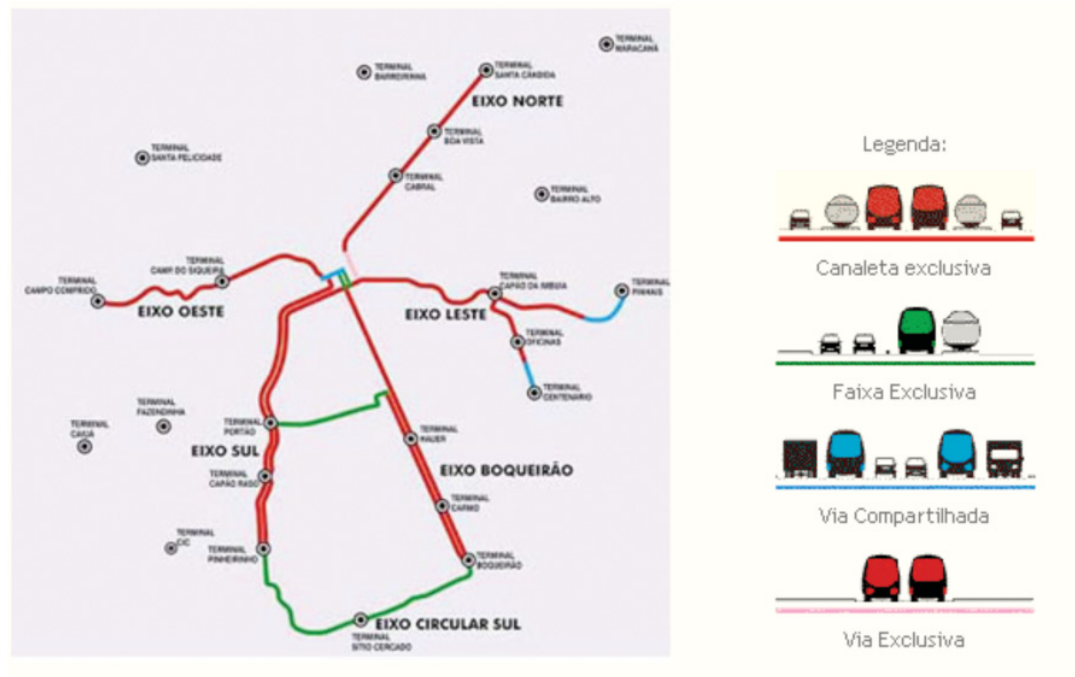 TERMINAL
MARACANÃ
TERMINAL
BARREIRINHA
TERMINAL
SANTA CÂNDIDA
EIXO NORTE
TERMINAL
BOA VISTA
TERMINAL
SANTA FELICIDADE
TERMINAL
CABRAL
TERMINAL
BAIRRO ALTO
TERMINAL
CAMP. DO SIQUEIRA
TERMINAL
CAMPO COMPRIDO
EIXO OESTE
TERMINAL
CAPÃO DA IMBUIA
TERMINAL
PINHAIS
EIXO LESTE
TERMINAL
OFICINAS
TERMINAL
CENTENÁRIO
TERMINAL
FAZENDINHA
TERMINAL
CAIUÁ
TERMINAL
PORTÃO
EIXO SUL
TERMINAL
HAUER
TERMINAL
CAPÃO RASO
EIXO BOQUEIRÃO
TERMINAL
CARMO
TERMINAL
CIC
TERMINAL
PINHEIRINHO
TERMINAL
BOQUEIRÃO
EIXO CIRCULAR SUL
TERMINAL
SÍTIO CERCADO
Legenda:
Canaleta exclusiva
Faixa Exclusiva
Via Compartilhada
Via Exclusiva